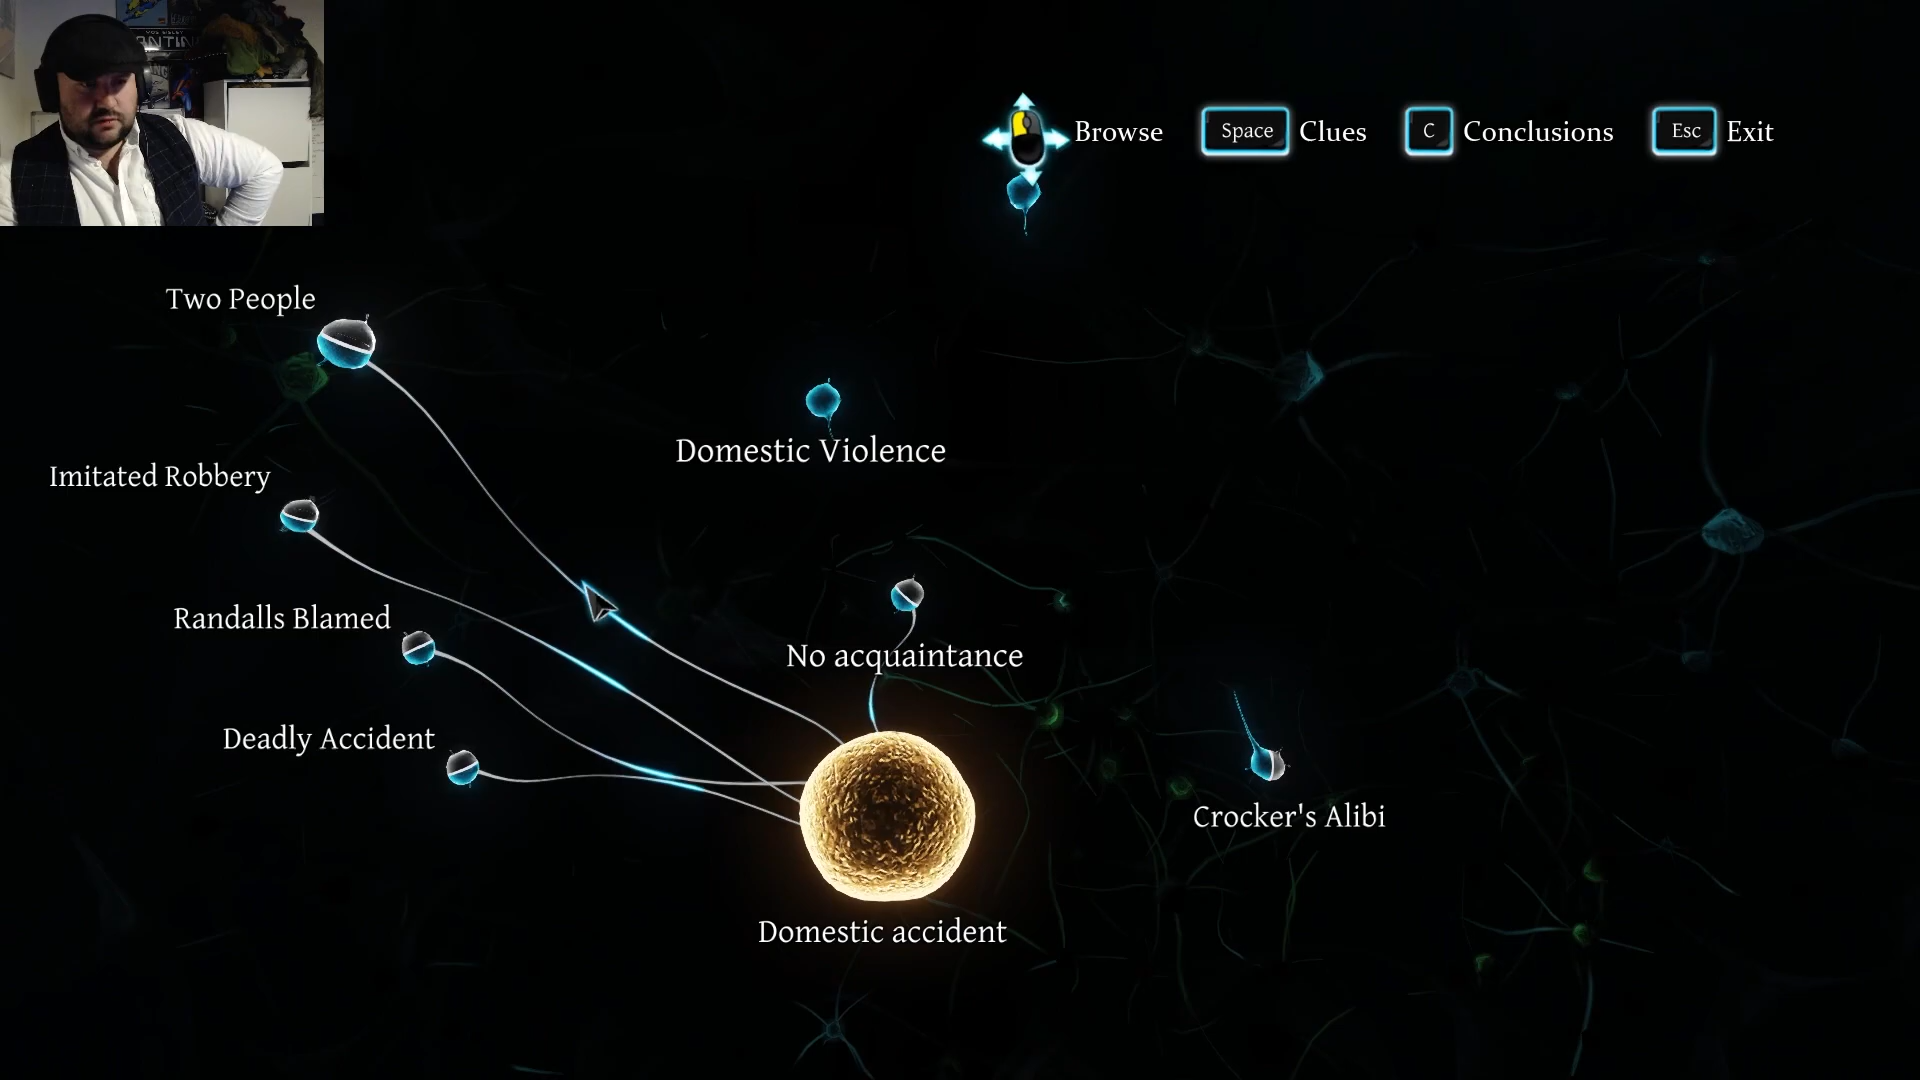 Browse
Space
Clues
C
Conclusions
Esc
Exit
Two People
Domestic Violence
Imitated Robbery
Randalls Blamed
No acquaintance
Deadly Accident
Crocker's Alibi
Domestic accident